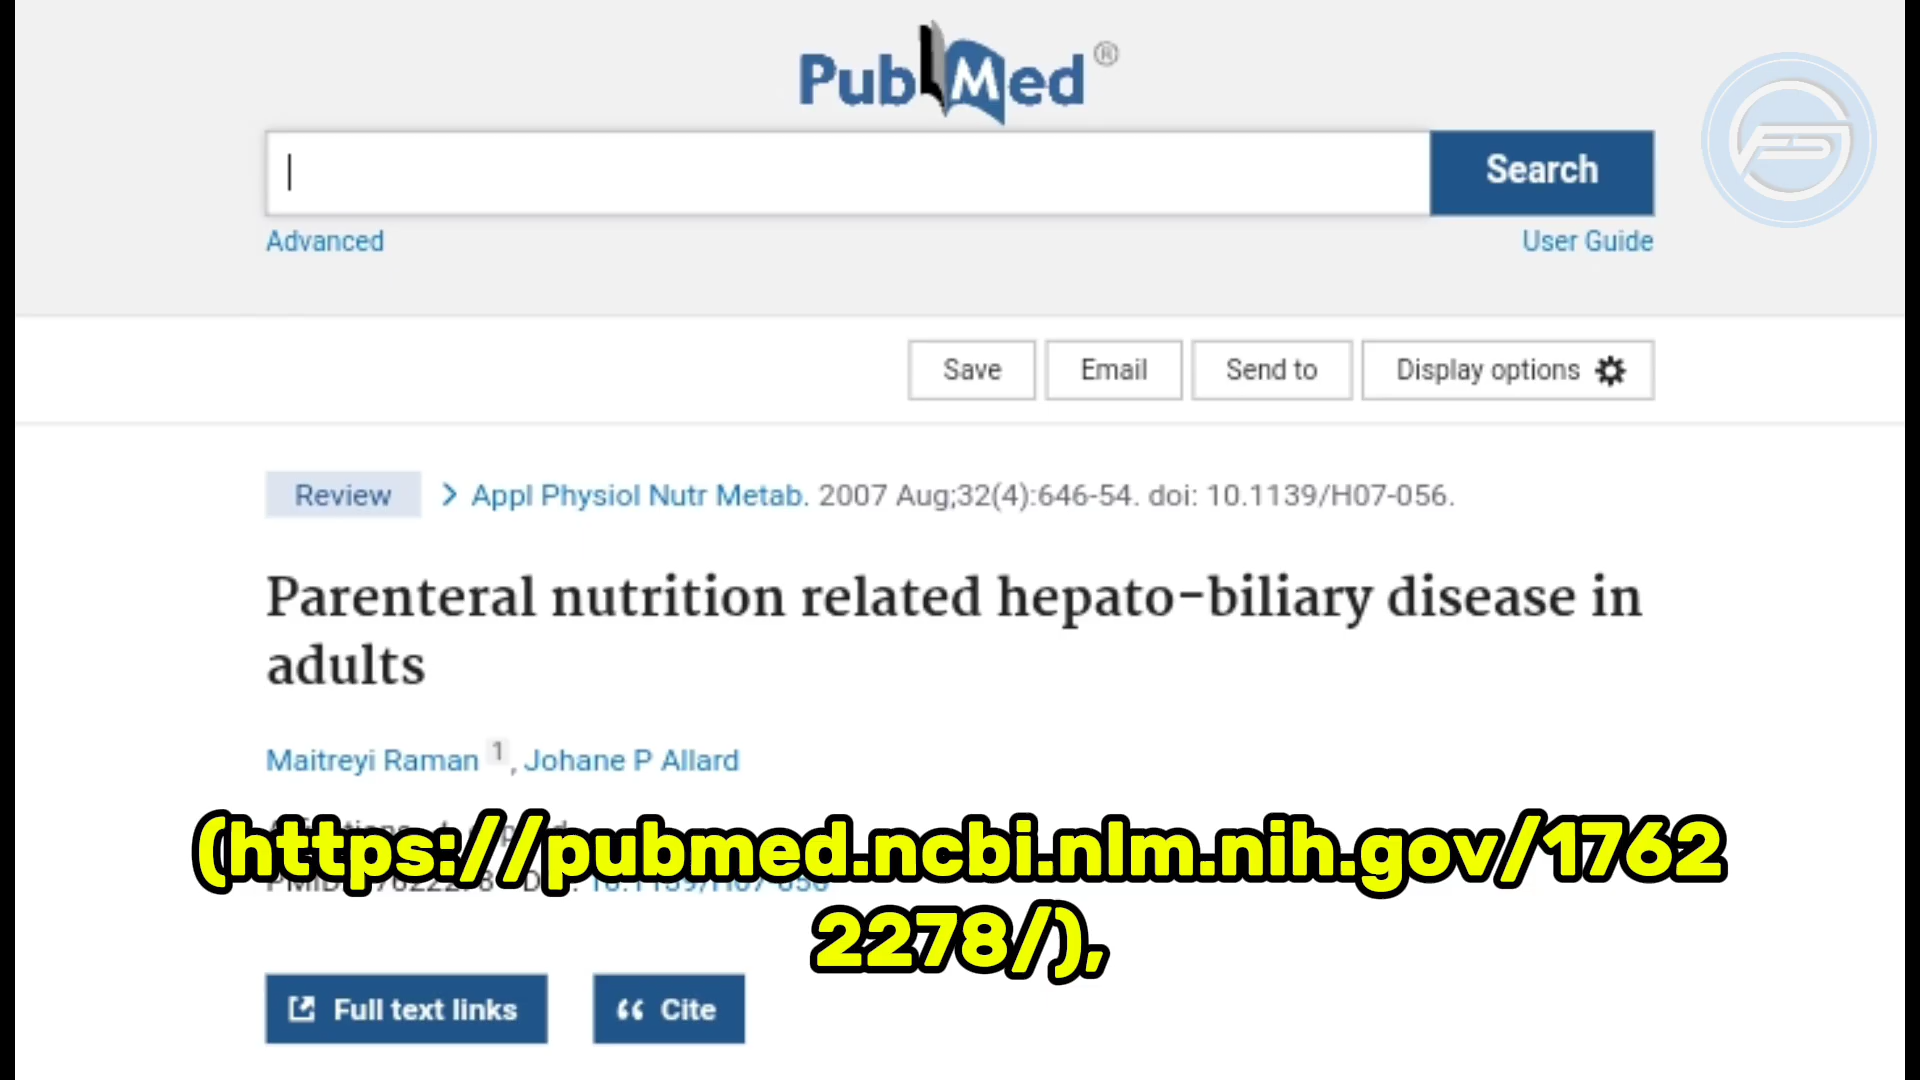 PubMed®
Search
Advanced
User Guide
Save
Email
Send to
Display options
Review
Appl Physiol Nutr Metab. 2007 Aug;32(4):646-54. doi: 10.1139/H07-056.
Parenteral nutrition related hepato-biliary disease in
adults
Maitreyi Raman 1, Johane P Allard
(https://pubmed.ncbi.nlm.nih.gov/1762
2278/),
Full text links
Cite